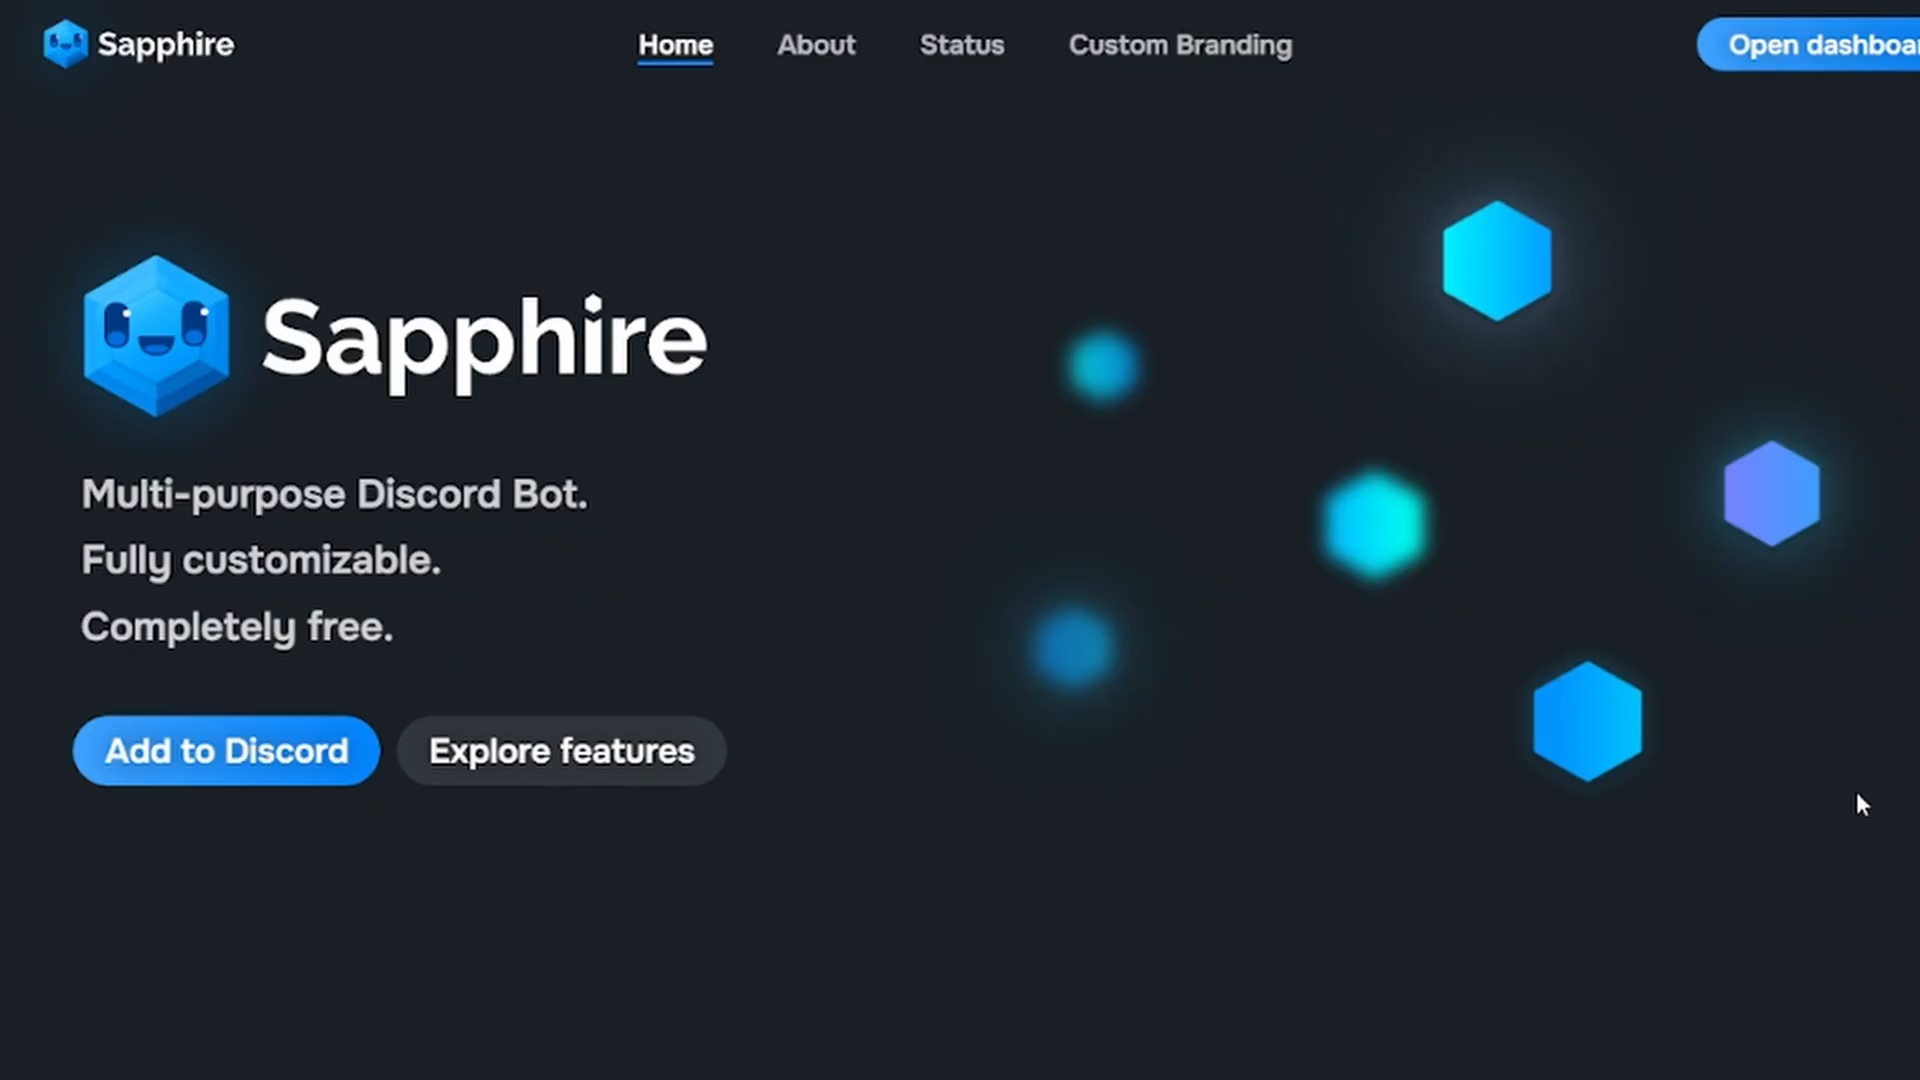 Sapphire
Home
About
Status
Custom Branding
Open
Sapphire
Multi-purpose Discord Bot.
Fully customizable.
Completely free.
Add to Discord
Explore features